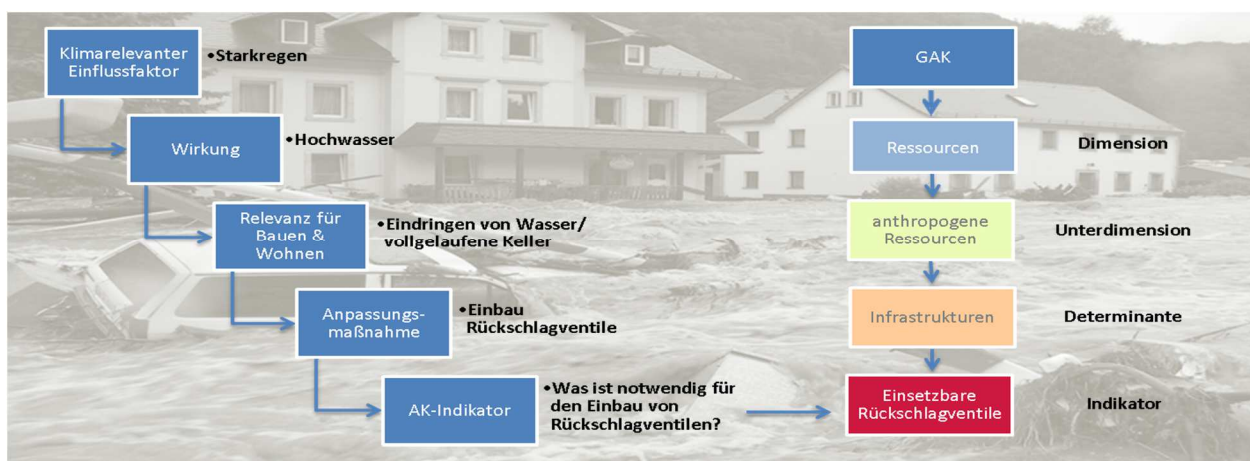 Klimarelevanter
Einflussfaktor
•Starkregen
Wirkung
•Hochwasser
Relevanz für
Bauen &
Wohnen
•Eindringen von Wasser/
vollgelaufene Keller
Anpassungs-
maßnahme
•Einbau
Rückschlagventile
AK-Indikator
•Was ist notwendig für
den Einbau von
Rückschlagventilen?
GAK
Ressourcen
Dimension
anthropogene
Ressourcen
Unterdimension
Infrastrukturen
Determinante
Einsetzbare
Rückschlagventile
Indikator